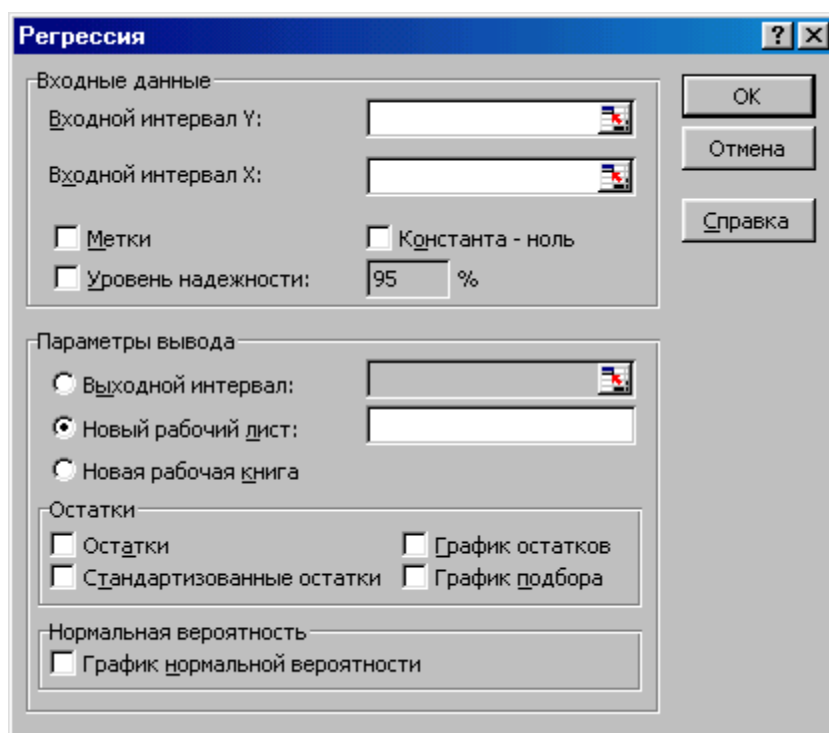 Регрессия
Входные данные
Входной интервал Y:
Входной интервал X:
Метки
Константа - ноль
Уровень надежности:
95
%
OK
Отмена
Справка
Параметры вывода
Выходной интервал:
Новый рабочий лист:
Новая рабочая книга
Остатки
Остатки
График остатков
Стандартизованные остатки
График подбора
Нормальная вероятность
График нормальной вероятности